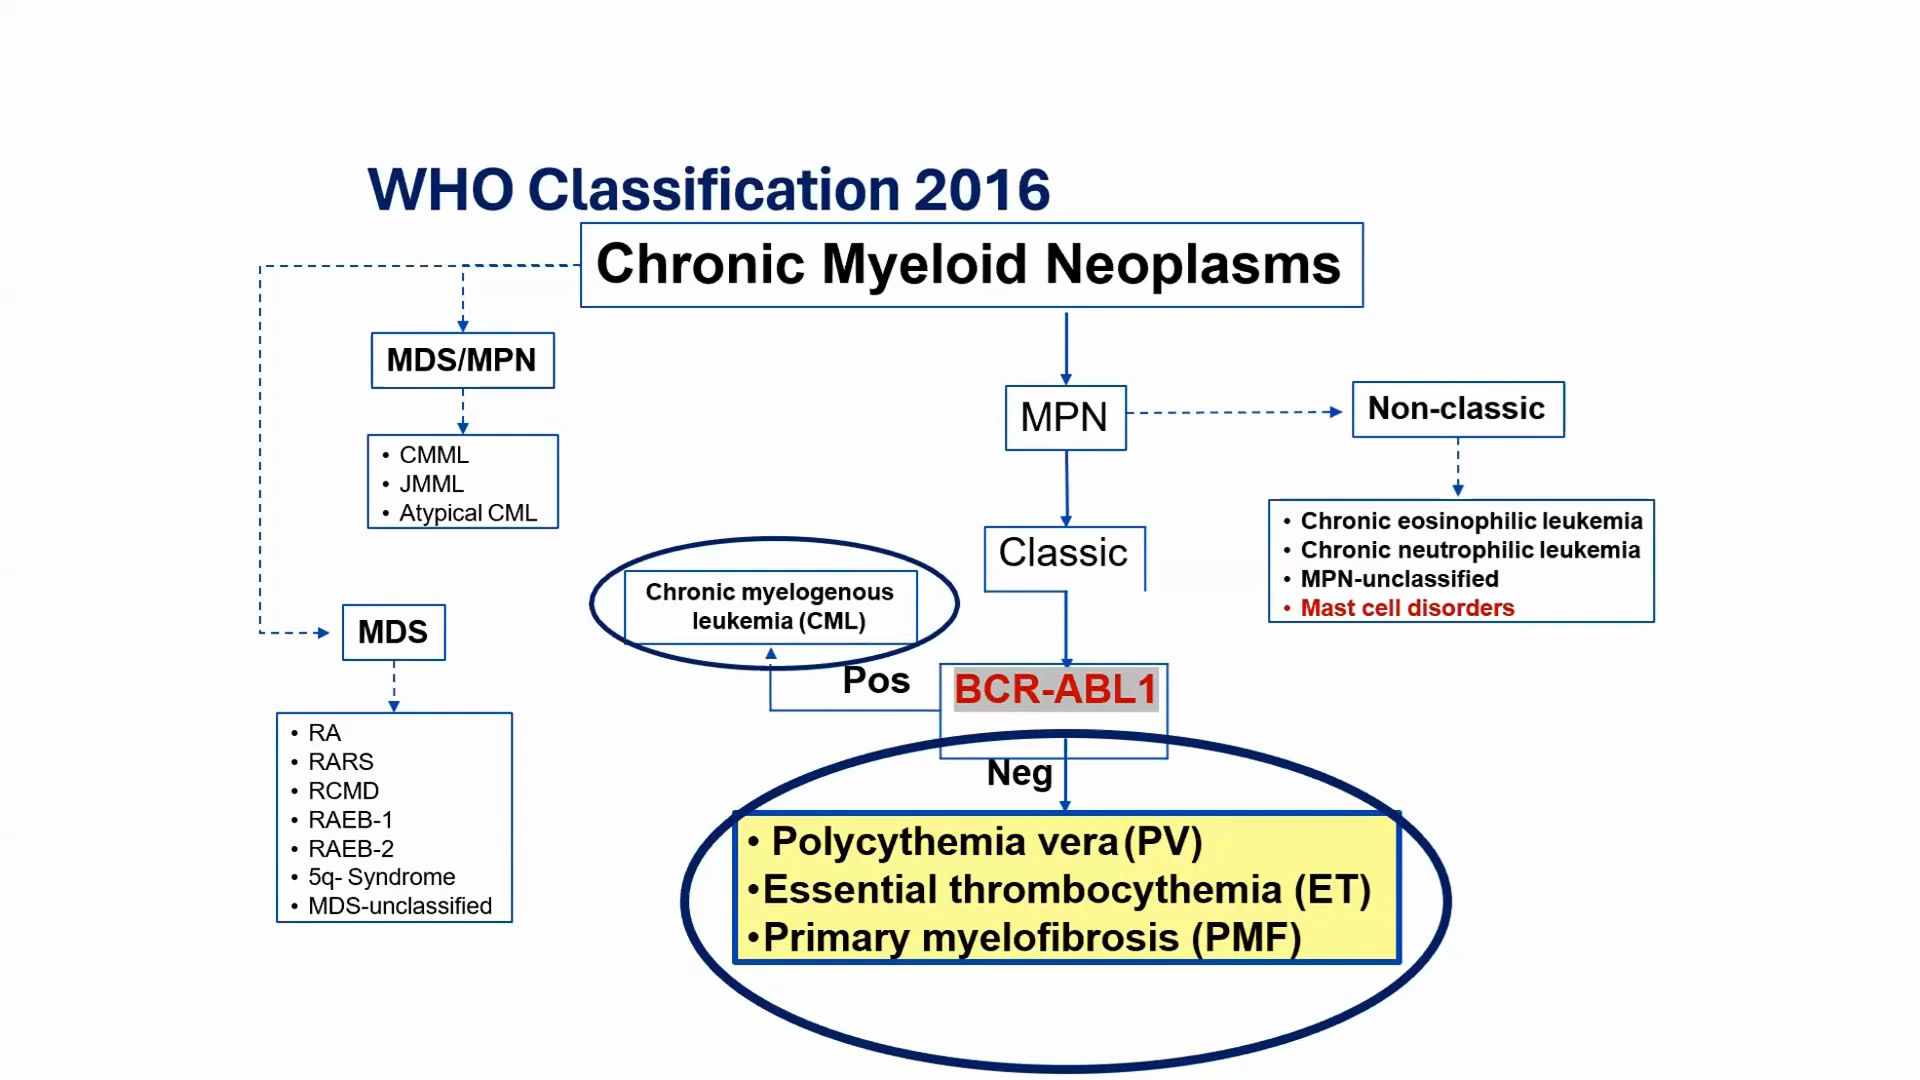 WHO Classification 2016
Chronic Myeloid Neoplasms
MDS/MPN
• CMML
• JMML
• Atypical CML
MDS
• RA
• RARS
• RCMD
• RAEB-1
• RAEB-2
• 5q- Syndrome
• MDS-unclassified
MPN
Non-classic
• Chronic eosinophilic leukemia
• Chronic neutrophilic leukemia
• MPN-unclassified
• Mast cell disorders
Classic
Chronic myelogenous
leukemia (CML)
Pos
BCR-ABL1
Neg
• Polycythemia vera (PV)
•Essential thrombocythemia (ET)
•Primary myelofibrosis (PMF)